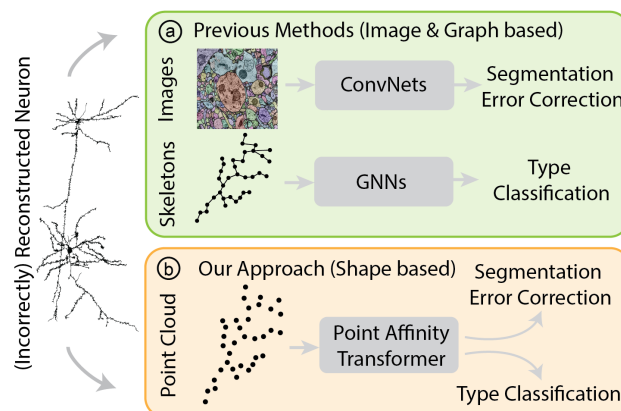 (Incorrectly) Reconstructed Neuron
a Previous Methods (Image & Graph based)
Images
ConvNets
Segmentation
Error Correction
Skeletons
GNNs
Type
Classification
b Our Approach (Shape based)
Point Cloud
Point Affinity
Transformer
Segmentation
Error Correction
Type Classification